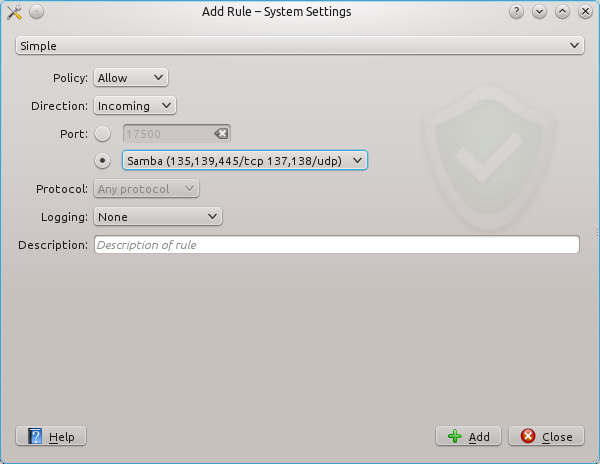 Add Rule – System Settings
Simple
Policy: Allow
Direction: Incoming
Port: 17500
Samba (135,139,445/tcp 137,138/udp)
Protocol: Any protocol
Logging: None
Description: Description of rule
Help Add Close